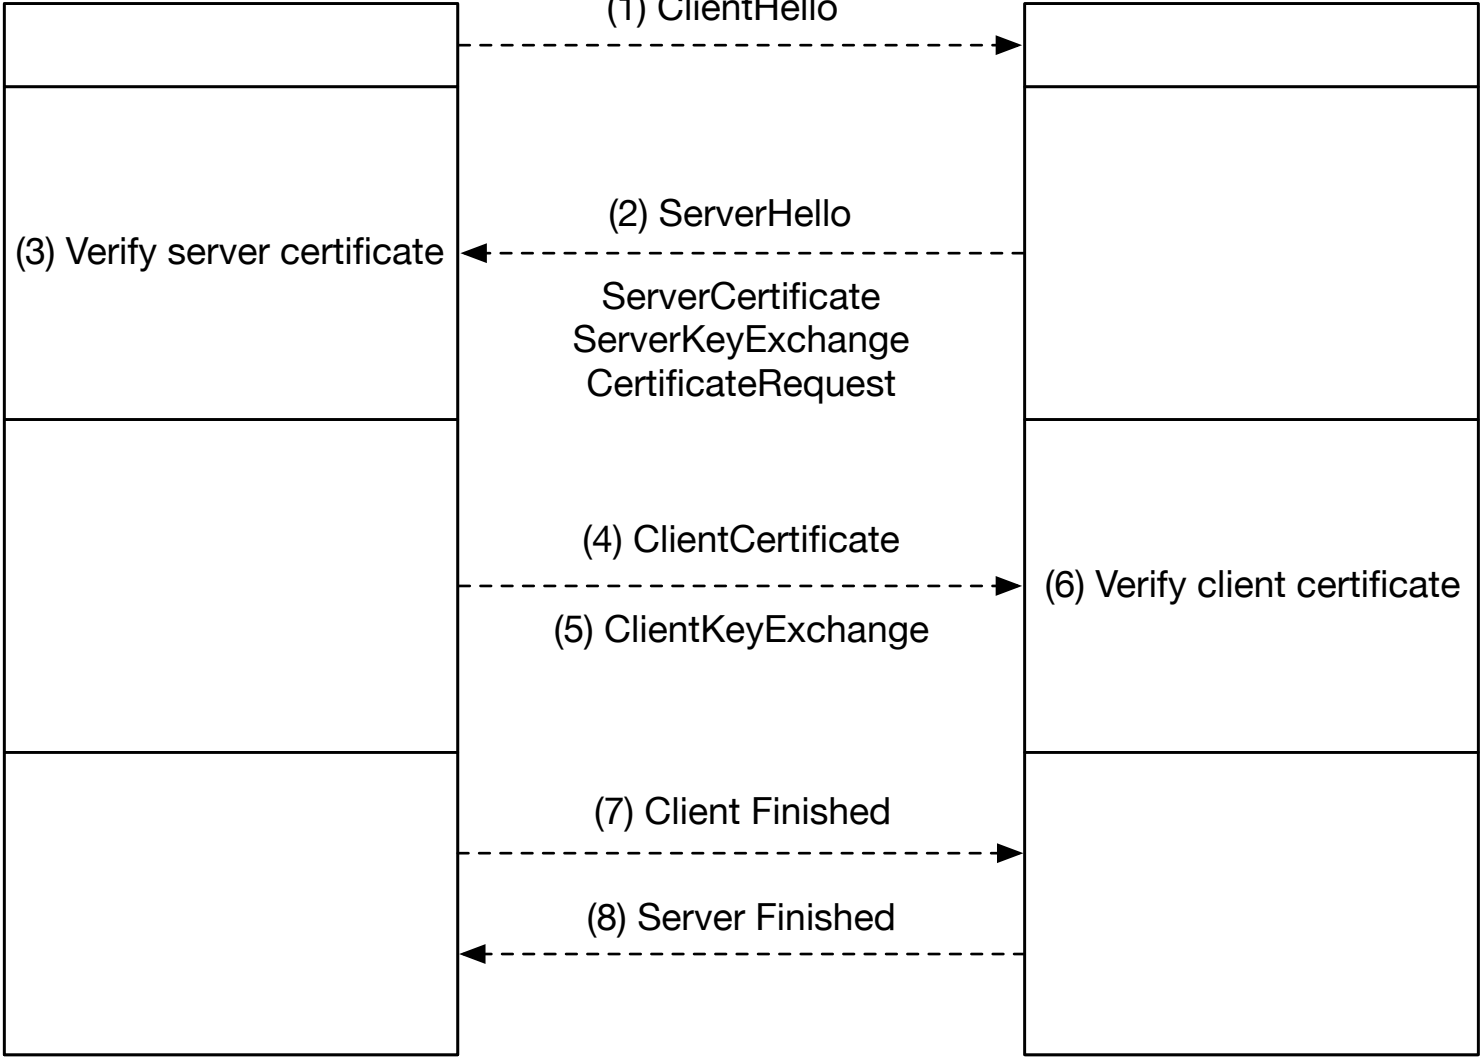 (1) ClientHello
(2) ServerHello
(3) Verify server certificate
ServerCertificate
ServerKeyExchange
CertificateRequest
(4) ClientCertificate
(6) Verify client certificate
(5) ClientKeyExchange
(7) Client Finished
(8) Server Finished